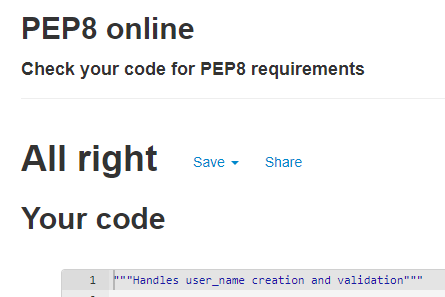 PEP8 online
Check your code for PEP8 requirements
All right Save Share
Your code
1 """Handles user_name creation and validation"""